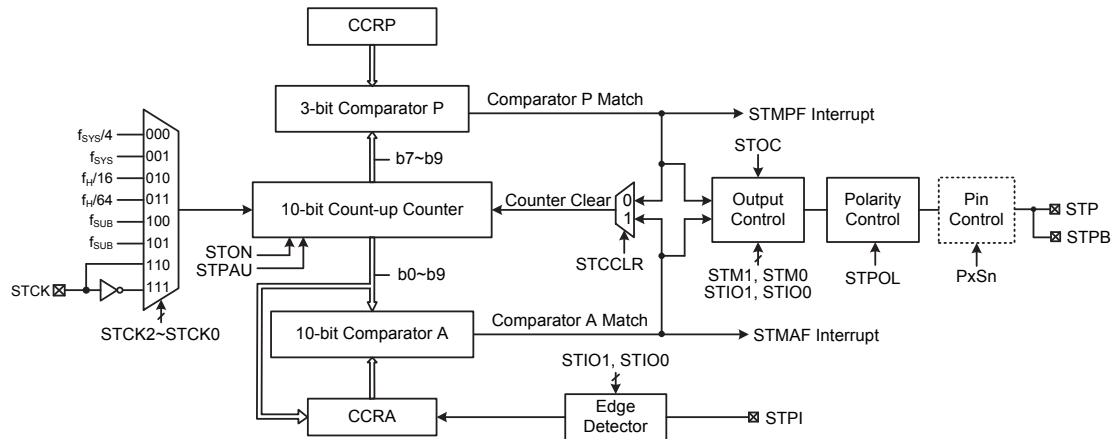 CCRP
3-bit Comparator P
Comparator P Match
STMPF Interrupt
b7~b9
fSYS/4
000
fSYS
001
fH/16
010
fH/64
011
fSUB
100
fSUB
101
110
111
STCK
STCK2~STCK0
10-bit Count-up Counter
STON
STPAU
Counter Clear
0
1
STCCLR
STOC
Output
Control
STM1, STM0
STIO1, STIO0
Polarity
Control
STPOL
Pin
Control
PxSn
STP
STPB
b0~b9
10-bit Comparator A
Comparator A Match
STMAF Interrupt
CCRA
STIO1, STIO0
Edge
Detector
STPI